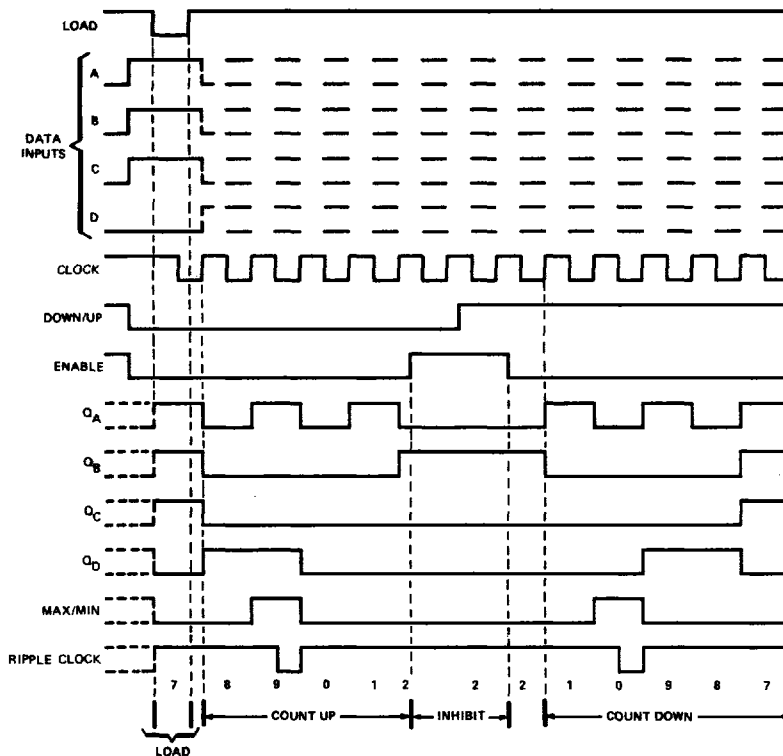 LOAD
A
B
DATA
INPUTS
C
D
CLOCK
DOWN/UP
ENABLE
QA
QB
QC
QD
MAX/MIN
RIPPLE CLOCK
7 8 9 0 1 2 2 2 1 0 9 8 7
COUNT UP INHIBIT COUNT DOWN
LOAD